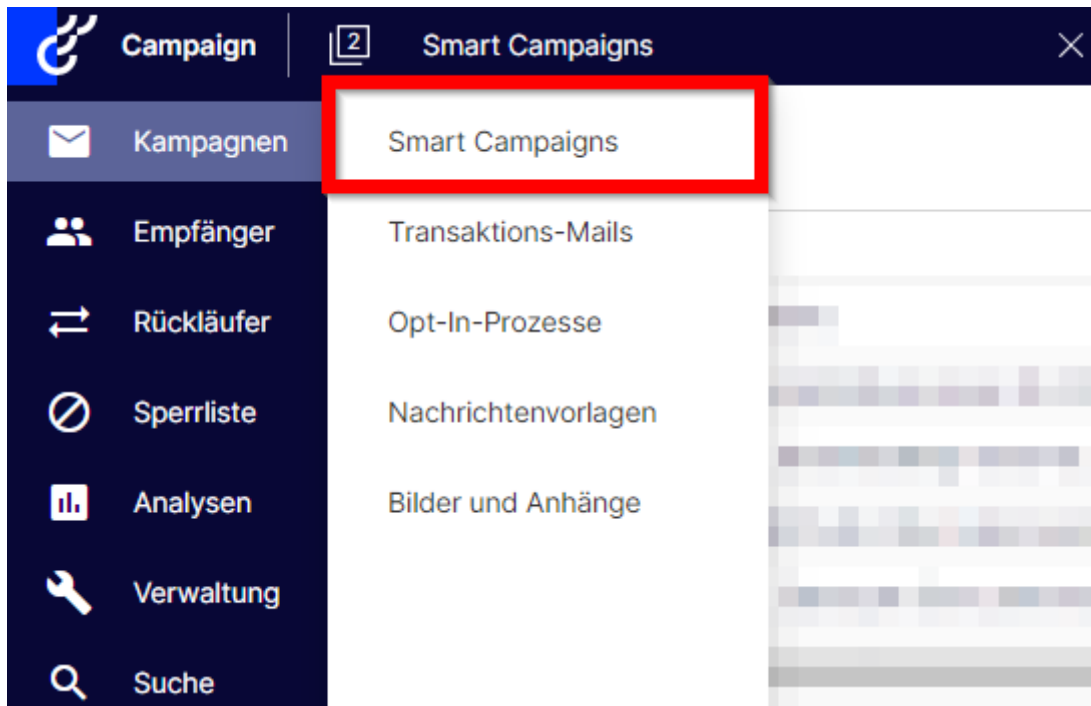 Campaign
2
Smart Campaigns
Kampagnen
Empfänger
Rückläufer
Sperrliste
Analysen
Verwaltung
Suche
Smart Campaigns
Transaktions-Mails
Opt-In-Prozesse
Nachrichtenvorlagen
Bilder und Anhänge